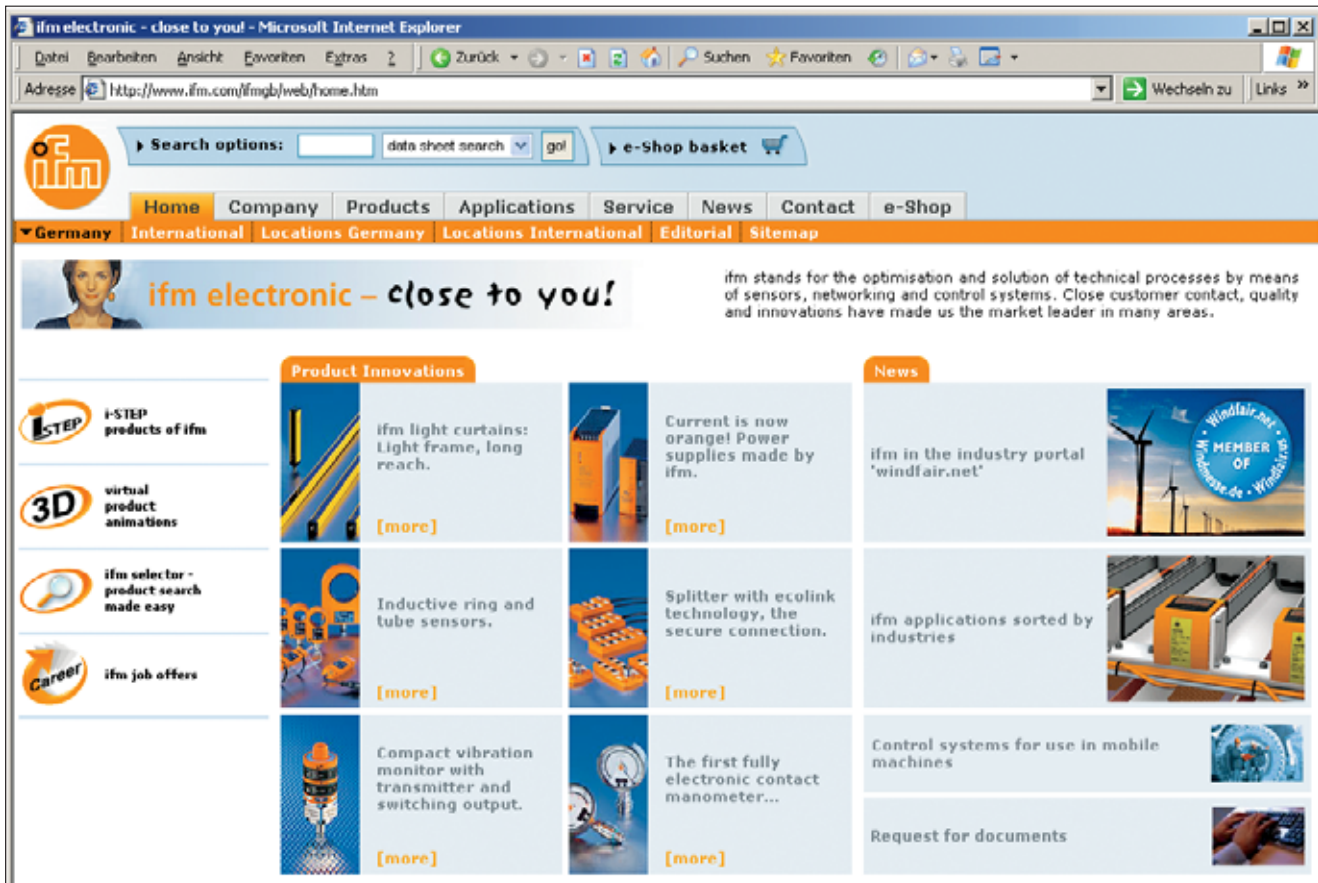 ifm electronic - close to you! - Microsoft Internet Explorer
Datei Bearbeiten Ansicht Favoriten Extras ?
Zurück Suchen Favoriten
Adresse http://www.ifm.com/ifmgb/web/home.htm Wechseln zu Links »
ifm
Search options: data sheet search go! e-Shop basket
Home Company Products Applications Service News Contact e-Shop
Germany International Locations Germany Locations International Editorial Sitemap
ifm electronic – close to you!
ifm stands for the optimisation and solution of technical processes by means
of sensors, networking and control systems. Close customer contact, quality
and innovations have made us the market leader in many areas.
i-STEP
i-STEP
products of ifm
3D
virtual
product
animations
ifm selector -
product search
made easy
Career
ifm job offers
Product Innovations
ifm light curtains:
Light frame, long
reach.
[more]
Current is now
orange! Power
supplies made by
ifm.
[more]
Inductive ring and
tube sensors.
[more]
Splitter with ecolink
technology, the
secure connection.
[more]
Compact vibration
monitor with
transmitter and
switching output.
[more]
The first fully
electronic contact
manometer...
[more]
News
ifm in the industry portal
'windfair.net'
Windfair.net • Windfair.us • Windmesse.de •
MEMBER
OF
ifm applications sorted by
industries
Control systems for use in mobile
machines
Request for documents